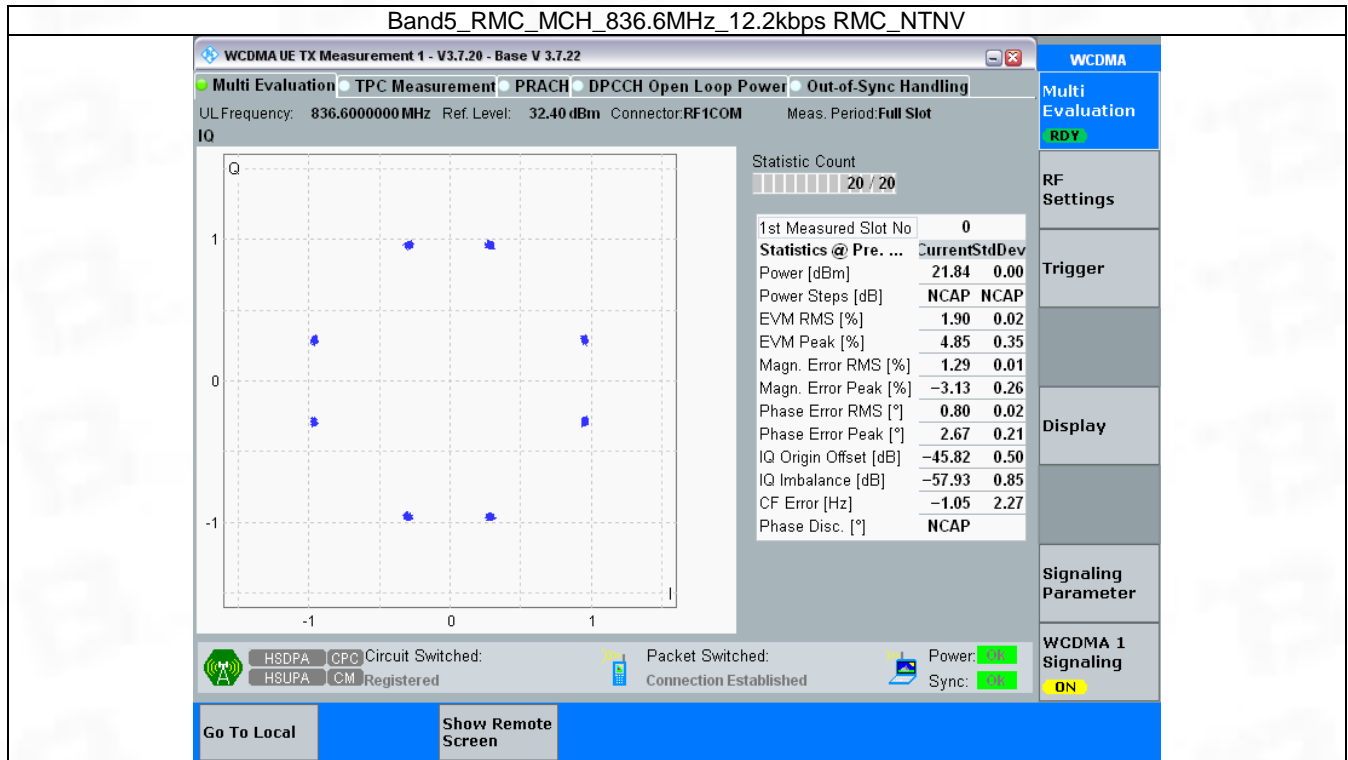 Band5_RMC_MCH_836.6MHz_12.2kbps RMC_NTNV
WCDMA UE TX Measurement 1 - V3.7.20 - Base V 3.7.22
WCDMA
Multi Evaluation TPC Measurement PRACH DPCCH Open Loop Power Out-of-Sync Handling
Multi
Evaluation
RDY
UL Frequency: 836.6000000 MHz Ref. Level: 32.40 dBm Connector:RF1COM Meas. Period:Full Slot
IQ
Q
1
0
-1
I
-1 0 1
Statistic Count
20 / 20
1st Measured Slot No 0
Statistics @ Pre. ... Current StdDev
Power [dBm] 21.84 0.00
Power Steps [dB] NCAP NCAP
EVM RMS [%] 1.90 0.02
EVM Peak [%] 4.85 0.35
Magn. Error RMS [%] 1.29 0.01
Magn. Error Peak [%] −3.13 0.26
Phase Error RMS [°] 0.80 0.02
Phase Error Peak [°] 2.67 0.21
IQ Origin Offset [dB] −45.82 0.50
IQ Imbalance [dB] −57.93 0.85
CF Error [Hz] −1.05 2.27
Phase Disc. [°] NCAP
RF
Settings
Trigger
Display
Signaling
Parameter
WCDMA 1
Signaling
ON
HSDPA CPC Circuit Switched: Packet Switched: Power: Ok
HSUPA CM Registered Connection Established Sync: Ok
Go To Local
Show Remote
Screen